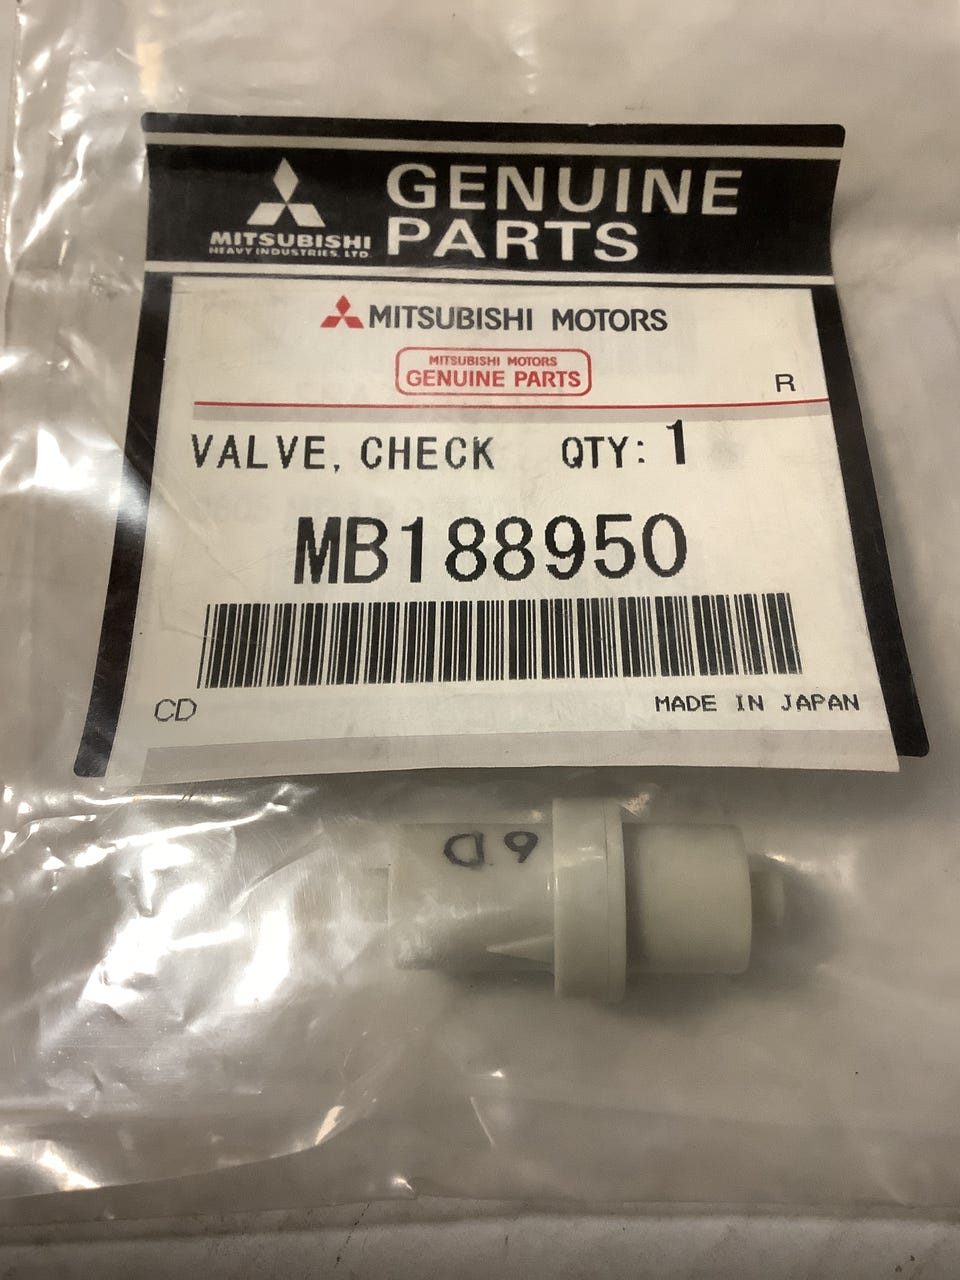 GENUINE
PARTS
MITSUBISHI
HEAVY INDUSTRIES, LTD.
MITSUBISHI MOTORS
MITSUBISHI MOTORS
GENUINE PARTS
R
VALVE, CHECK QTY: 1
MB188950
CD
MADE IN JAPAN